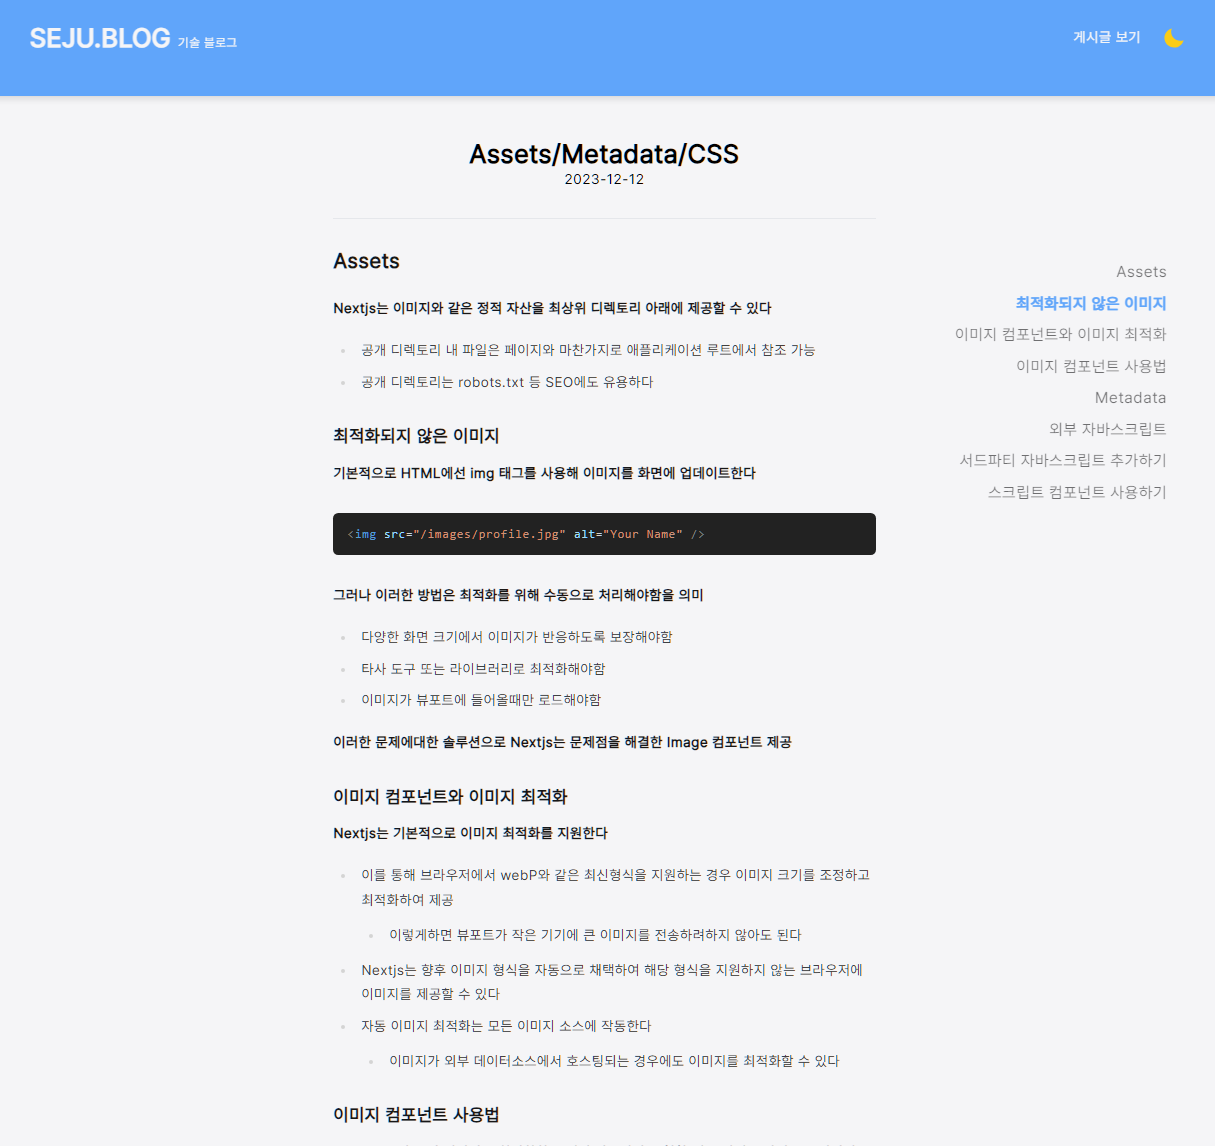 SEJU.BLOG 기술 블로그
게시글 보기
Assets/Metadata/CSS
2023-12-12
Assets
Nextjs는 이미지와 같은 정적 자산을 최상위 디렉토리 아래에 제공할 수 있다
공개 디렉토리 내 파일은 페이지와 마찬가지로 애플리케이션 루트에서 참조 가능
공개 디렉토리는 robots.txt 등 SEO에도 유용하다
최적화되지 않은 이미지
기본적으로 HTML에선 img 태그를 사용해 이미지를 화면에 업데이트한다
<img src="/images/profile.jpg" alt="Your Name" />
그러나 이러한 방법은 최적화를 위해 수동으로 처리해야함을 의미
다양한 화면 크기에서 이미지가 반응하도록 보장해야함
타사 도구 또는 라이브러리로 최적화해야함
이미지가 뷰포트에 들어올때만 로드해야함
이러한 문제에대한 솔루션으로 Nextjs는 문제점을 해결한 Image 컴포넌트 제공
이미지 컴포넌트와 이미지 최적화
Nextjs는 기본적으로 이미지 최적화를 지원한다
이를 통해 브라우저에서 webP와 같은 최신형식을 지원하는 경우 이미지 크기를 조정하고
최적화하여 제공
이렇게하면 뷰포트가 작은 기기에 큰 이미지를 전송하려하지 않아도 된다
Nextjs는 향후 이미지 형식을 자동으로 채택하여 해당 형식을 지원하지 않는 브라우저에
이미지를 제공할 수 있다
자동 이미지 최적화는 모든 이미지 소스에 작동한다
이미지가 외부 데이터소스에서 호스팅되는 경우에도 이미지를 최적화할 수 있다
이미지 컴포넌트 사용법
Assets
최적화되지 않은 이미지
이미지 컴포넌트와 이미지 최적화
이미지 컴포넌트 사용법
Metadata
외부 자바스크립트
서드파티 자바스크립트 추가하기
스크립트 컴포넌트 사용하기